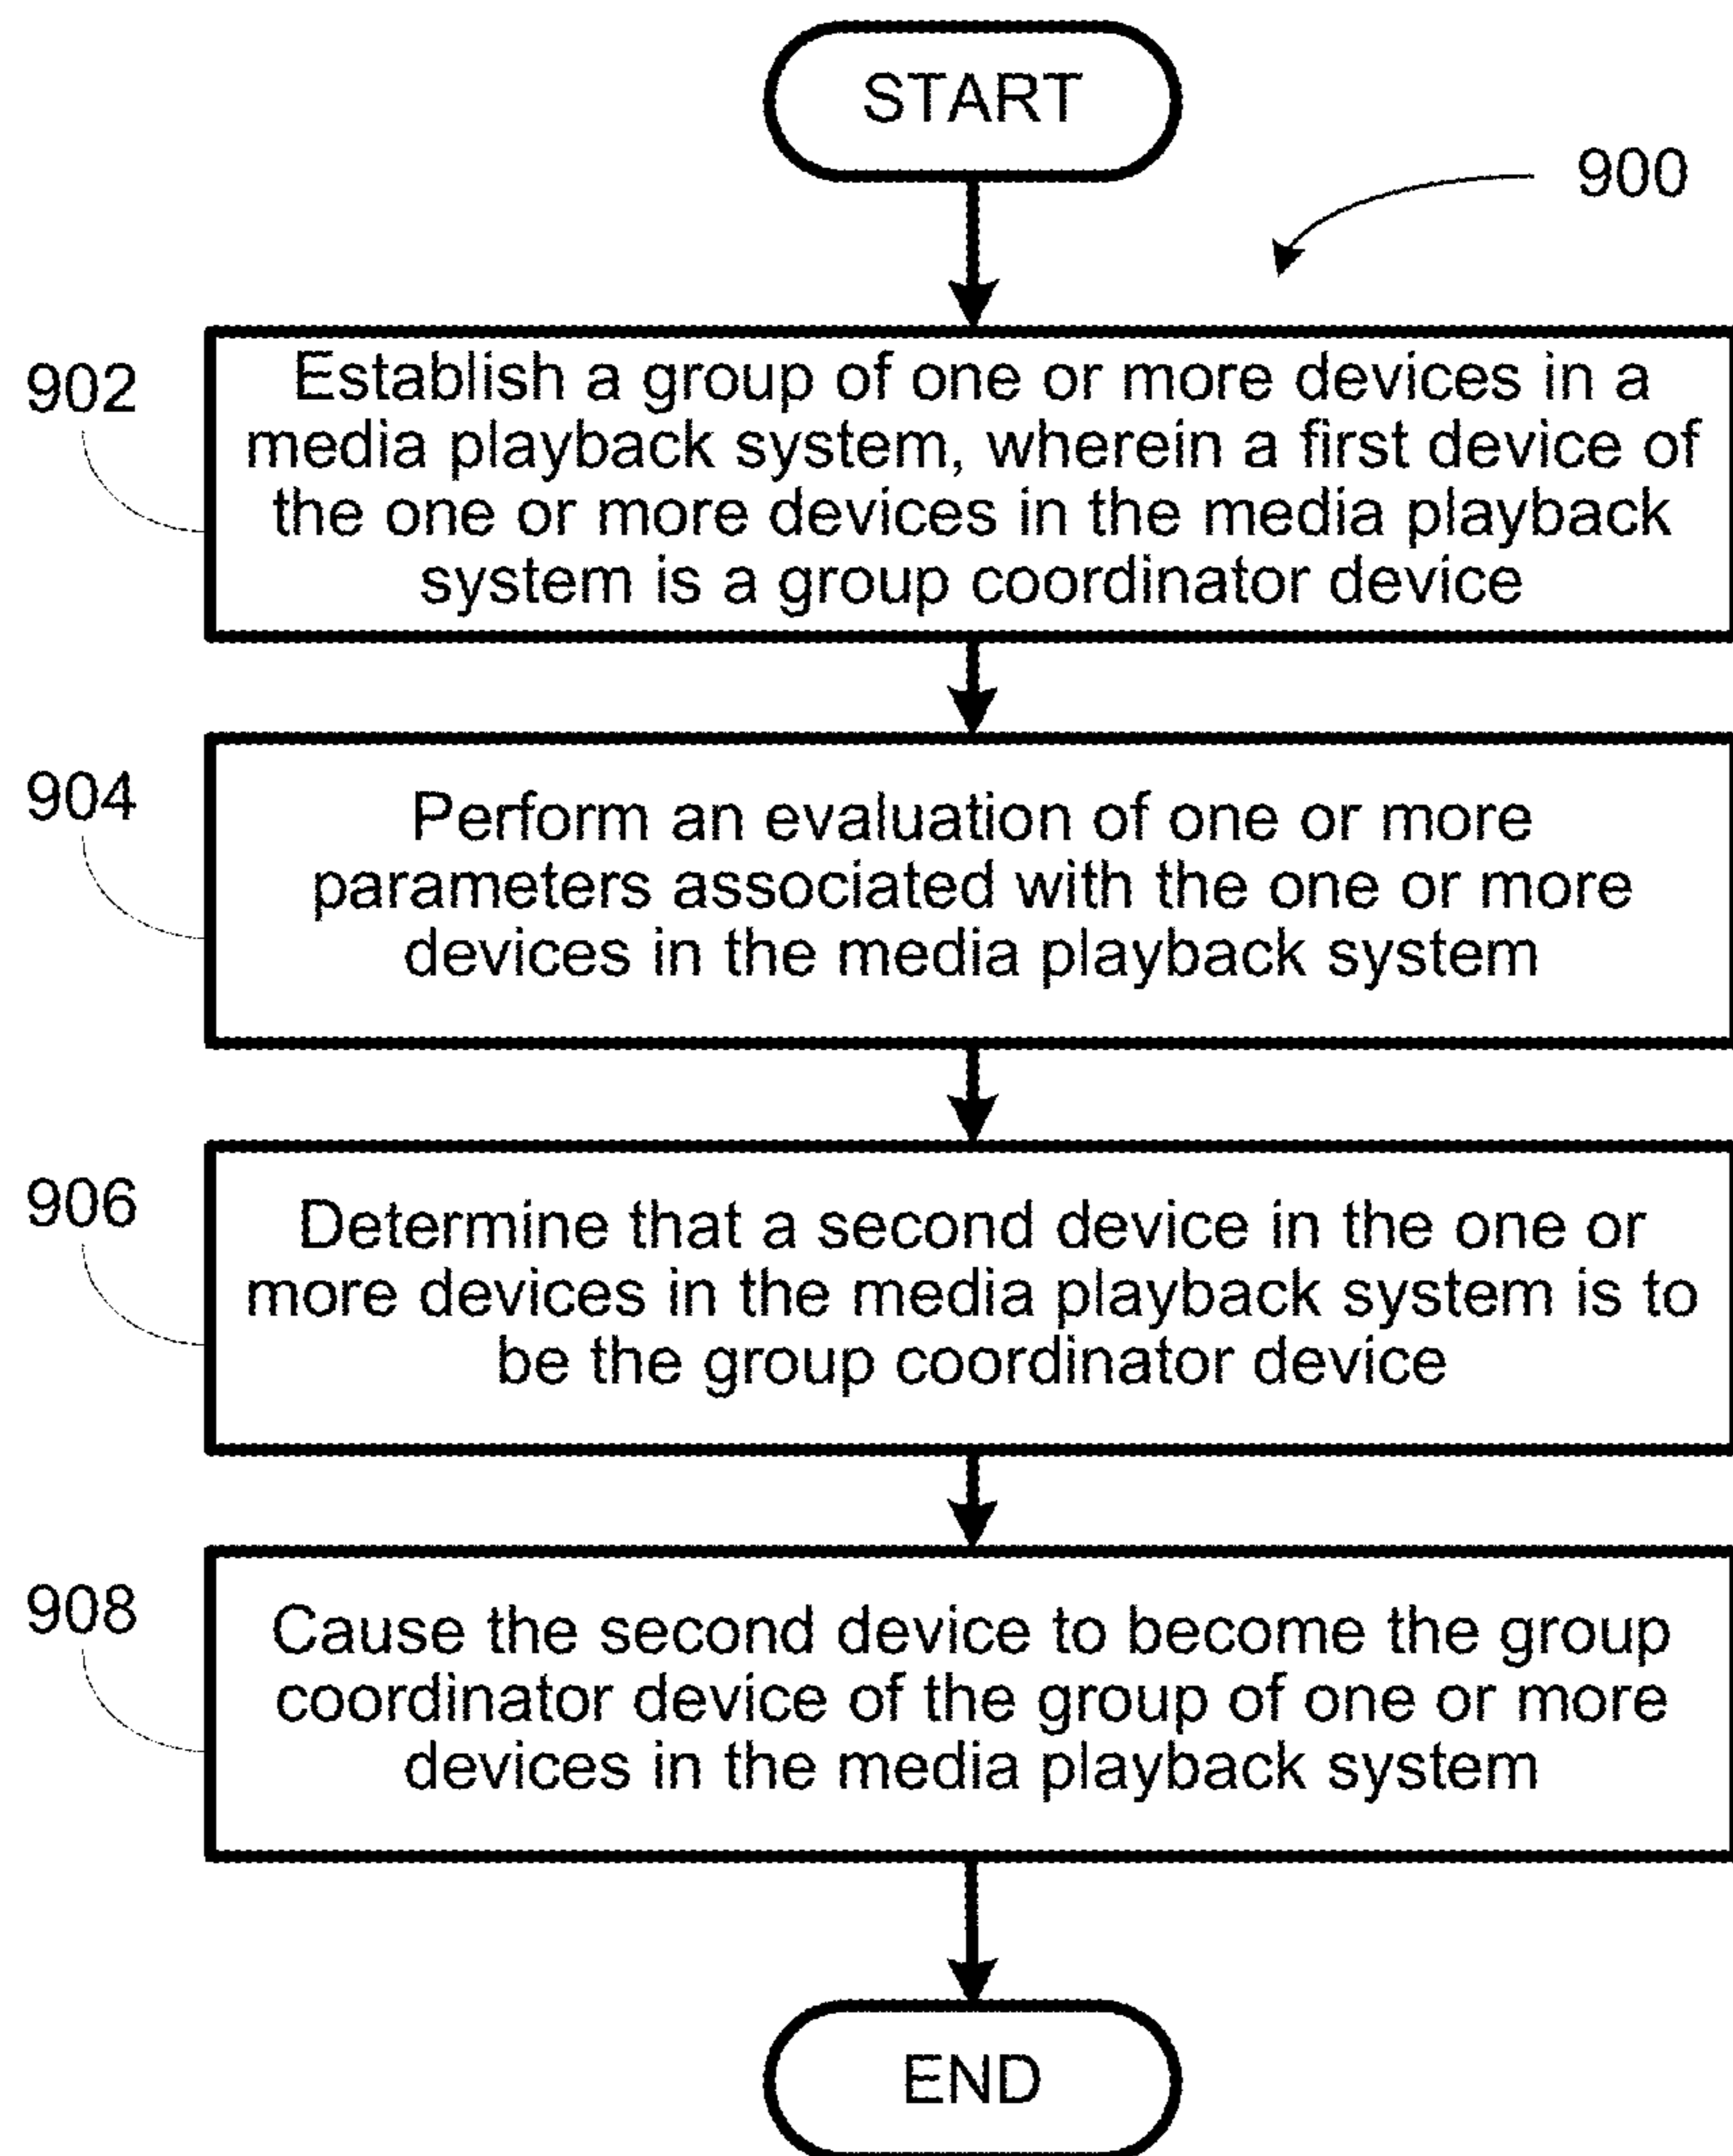 START
900
902
Establish a group of one or more devices in a
media playback system, wherein a first device of
the one or more devices in the media playback
system is a group coordinator device
904
Perform an evaluation of one or more
parameters associated with the one or more
devices in the media playback system
906
Determine that a second device in the one or
more devices in the media playback system is to
be the group coordinator device
908
Cause the second device to become the group
coordinator device of the group of one or more
devices in the media playback system
END